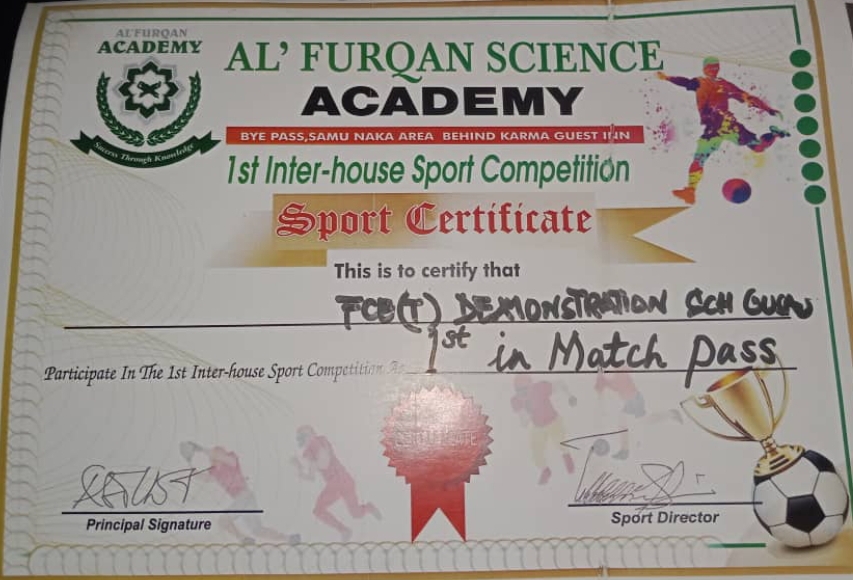 AL'FURQAN
ACADEMY
Success Through Knowledge
AL' FURQAN SCIENCE
ACADEMY
BYE PASS,SAMU NAKA AREA BEHIND KARMA GUEST INN
1st Inter-house Sport Competition
Sport Certificate
This is to certify that
FCE(T) DEMONSTRATION SCH
1st in Match pass
Participate In The 1st Inter-house Sport Competition As
CERTIFICATE
Principal Signature
Sport Director